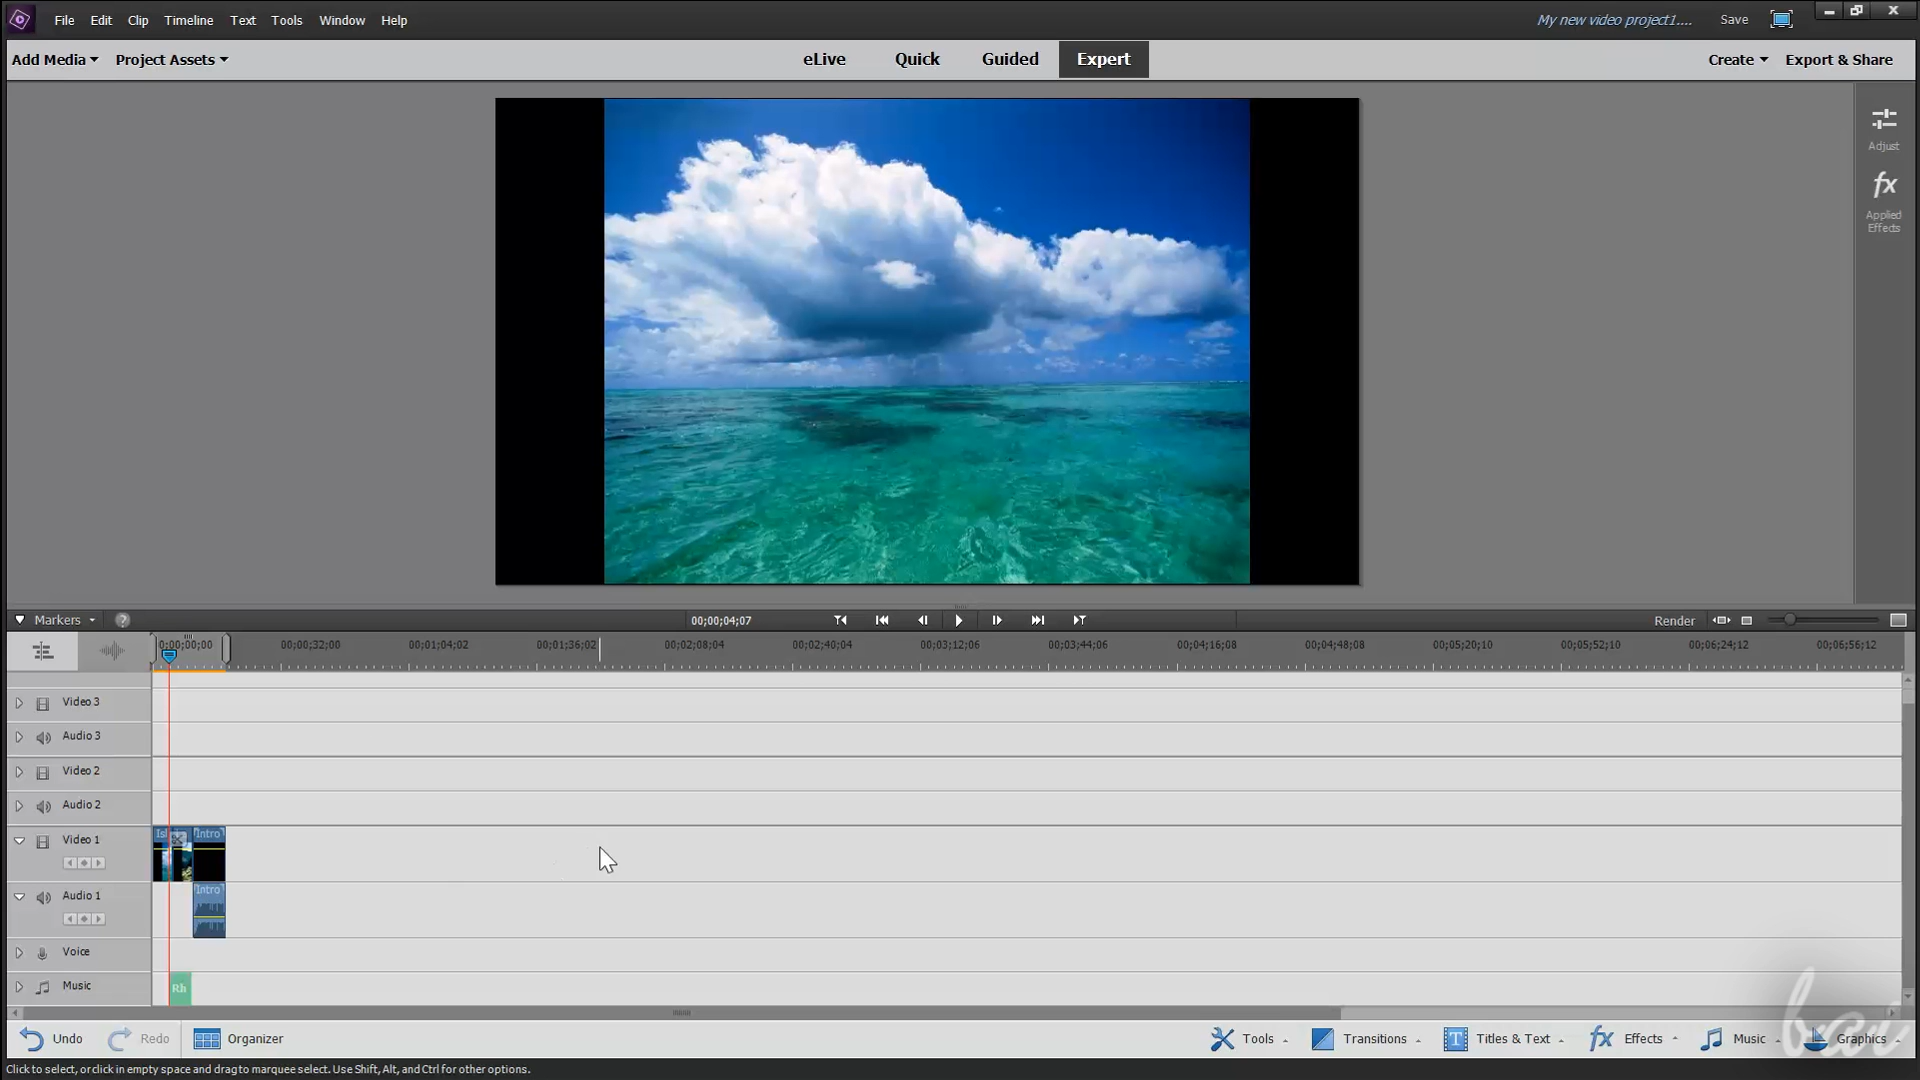 File Edit Clip Timeline Text Tools Window Help
My new video project1.... Save
Add Media Project Assets
eLive Quick Guided Expert
Create Export & Share
Adjust
fx
Applied
Effects
Markers ?
00;00;04;07
Render
0;00;00;00 00;00;32;00 00;01;04;02 00;01;36;02 00;02;08;04 00;02;40;04 00;03;12;06 00;03;44;06 00;04;16;08 00;04;48;08 00;05;20;10 00;05;52;10 00;06;24;12 00;06;56;12
Video 3
Audio 3
Video 2
Audio 2
Video 1
Isl Intro
Audio 1
Intro
Voice
Music
Rh
Undo Redo Organizer
Tools Transitions T Titles & Text fx Effects Music Graphics
Click to select, or click in empty space and drag to marquee select. Use Shift, Alt, and Ctrl for other options.